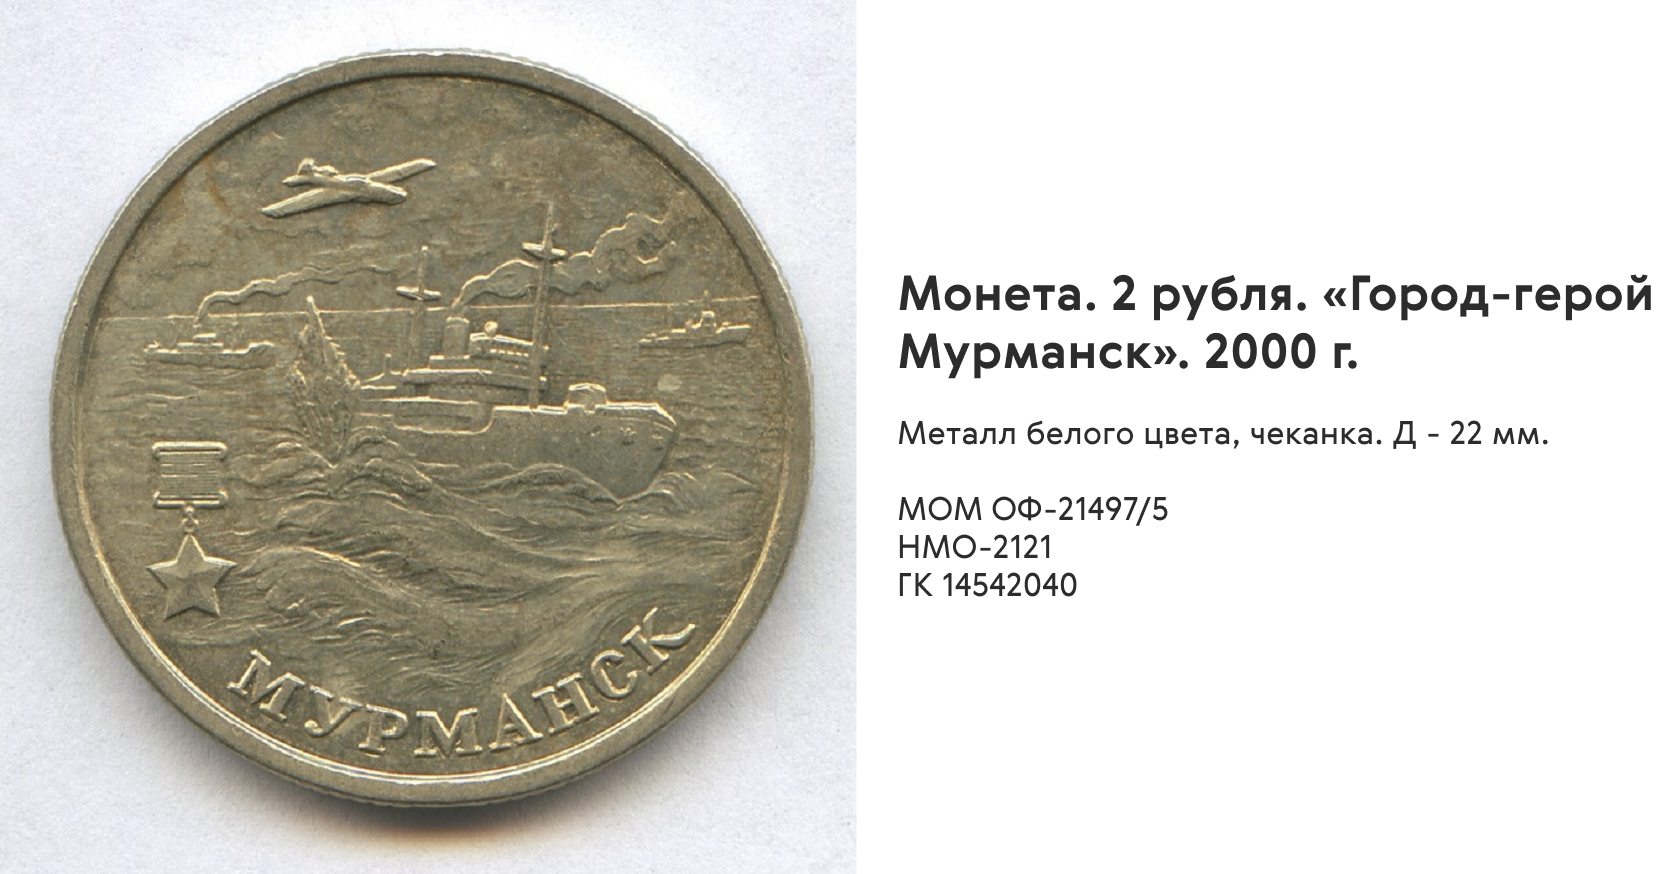 МУРМАНСК
Монета. 2 рубля. «Город-герой
Мурманск». 2000 г.
Металл белого цвета, чеканка. Д - 22 мм.
МОМ ОФ-21497/5
НМО-2121
ГК 14542040